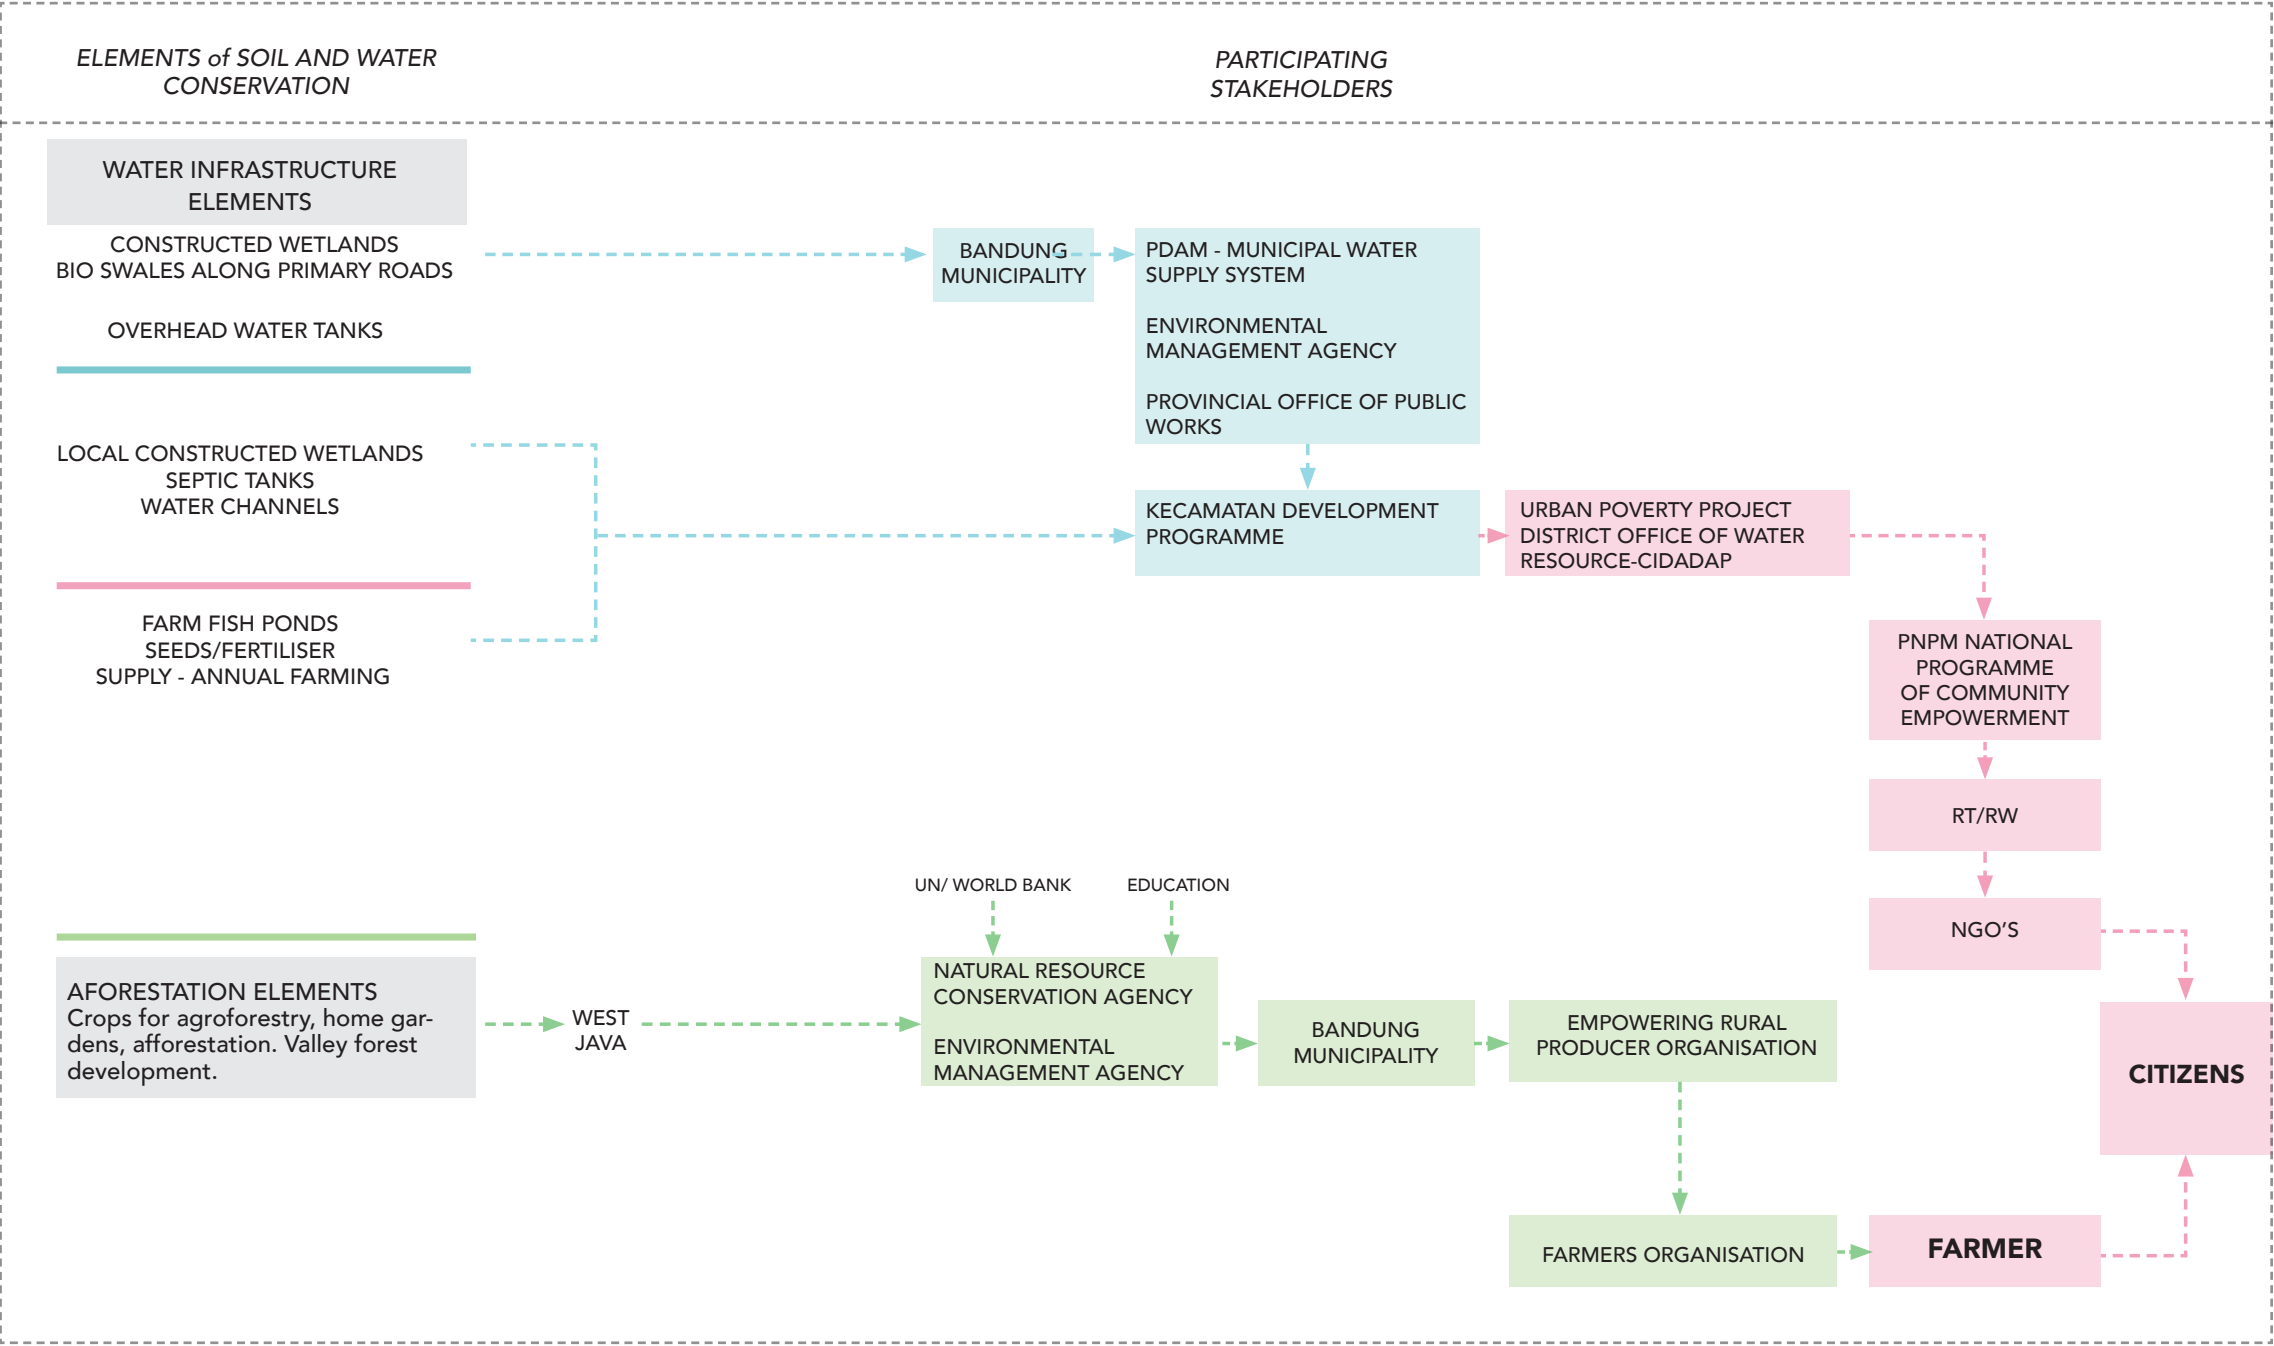 ELEMENTS of SOIL AND WATER
CONSERVATION
PARTICIPATING
STAKEHOLDERS
WATER INFRASTRUCTURE
ELEMENTS
CONSTRUCTED WETLANDS
BIO SWALES ALONG PRIMARY ROADS
OVERHEAD WATER TANKS
BANDUNG
MUNICIPALITY
PDAM - MUNICIPAL WATER
SUPPLY SYSTEM
ENVIRONMENTAL
MANAGEMENT AGENCY
PROVINCIAL OFFICE OF PUBLIC
WORKS
LOCAL CONSTRUCTED WETLANDS
SEPTIC TANKS
WATER CHANNELS
KECAMATAN DEVELOPMENT
PROGRAMME
URBAN POVERTY PROJECT
DISTRICT OFFICE OF WATER
RESOURCE-CIDADAP
FARM FISH PONDS
SEEDS/FERTILISER
SUPPLY - ANNUAL FARMING
PNPM NATIONAL
PROGRAMME
OF COMMUNITY
EMPOWERMENT
RT/RW
NGO’S
UN/ WORLD BANK
EDUCATION
AFORESTATION ELEMENTS
Crops for agroforestry, home gar-
dens, afforestation. Valley forest
development.
WEST
JAVA
NATURAL RESOURCE
CONSERVATION AGENCY
ENVIRONMENTAL
MANAGEMENT AGENCY
BANDUNG
MUNICIPALITY
EMPOWERING RURAL
PRODUCER ORGANISATION
CITIZENS
FARMERS ORGANISATION
FARMER